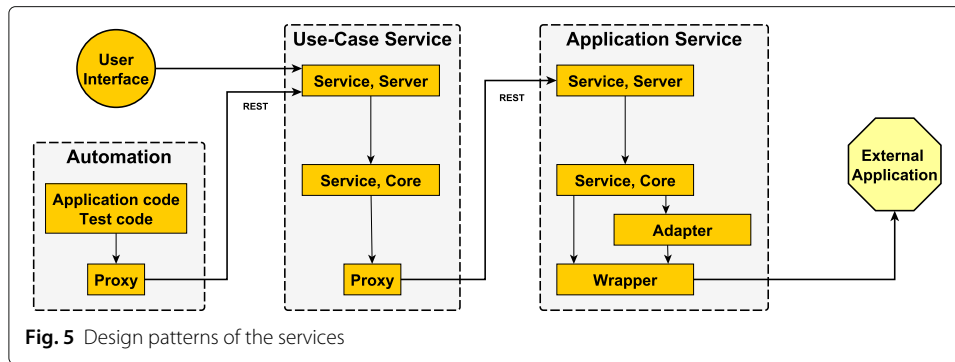 Use-Case Service
Application Service
User
Interface
Service, Server
Service, Server
REST
REST
Automation
Application code
Test code
Service, Core
Service, Core
External
Application
Adapter
Proxy
Proxy
Wrapper
Fig. 5 Design patterns of the services